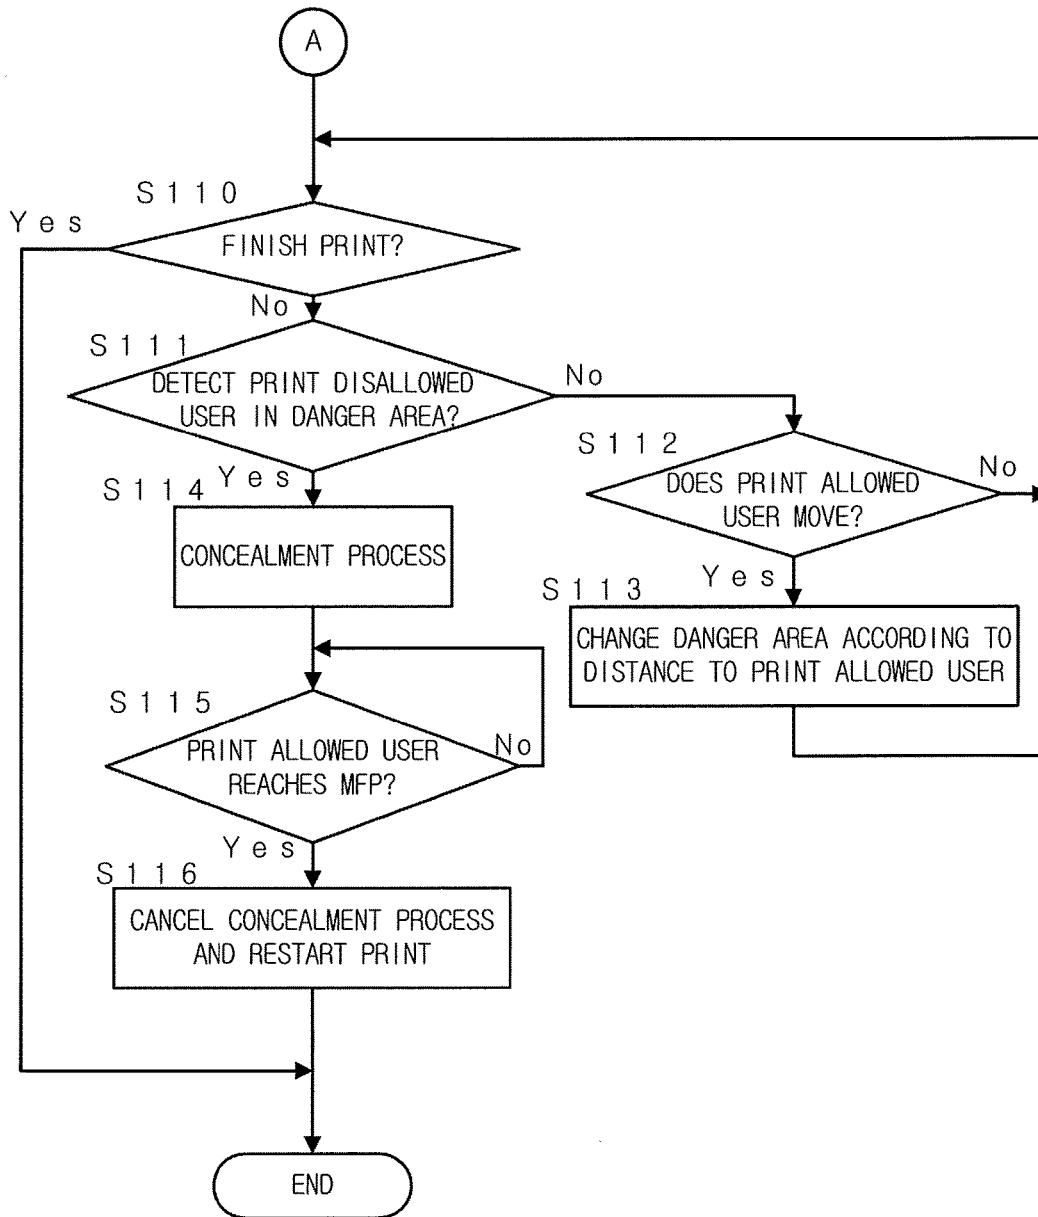 A
S110
Yes
FINISH PRINT?
No
S111
DETECT PRINT DISALLOWED
USER IN DANGER AREA?
No
S112
DOES PRINT ALLOWED
USER MOVE?
No
Yes
S114
CONCEALMENT PROCESS
Yes
S113
CHANGE DANGER AREA ACCORDING TO
DISTANCE TO PRINT ALLOWED USER
S115
PRINT ALLOWED USER
REACHES MFP?
No
Yes
S116
CANCEL CONCEALMENT PROCESS
AND RESTART PRINT
END